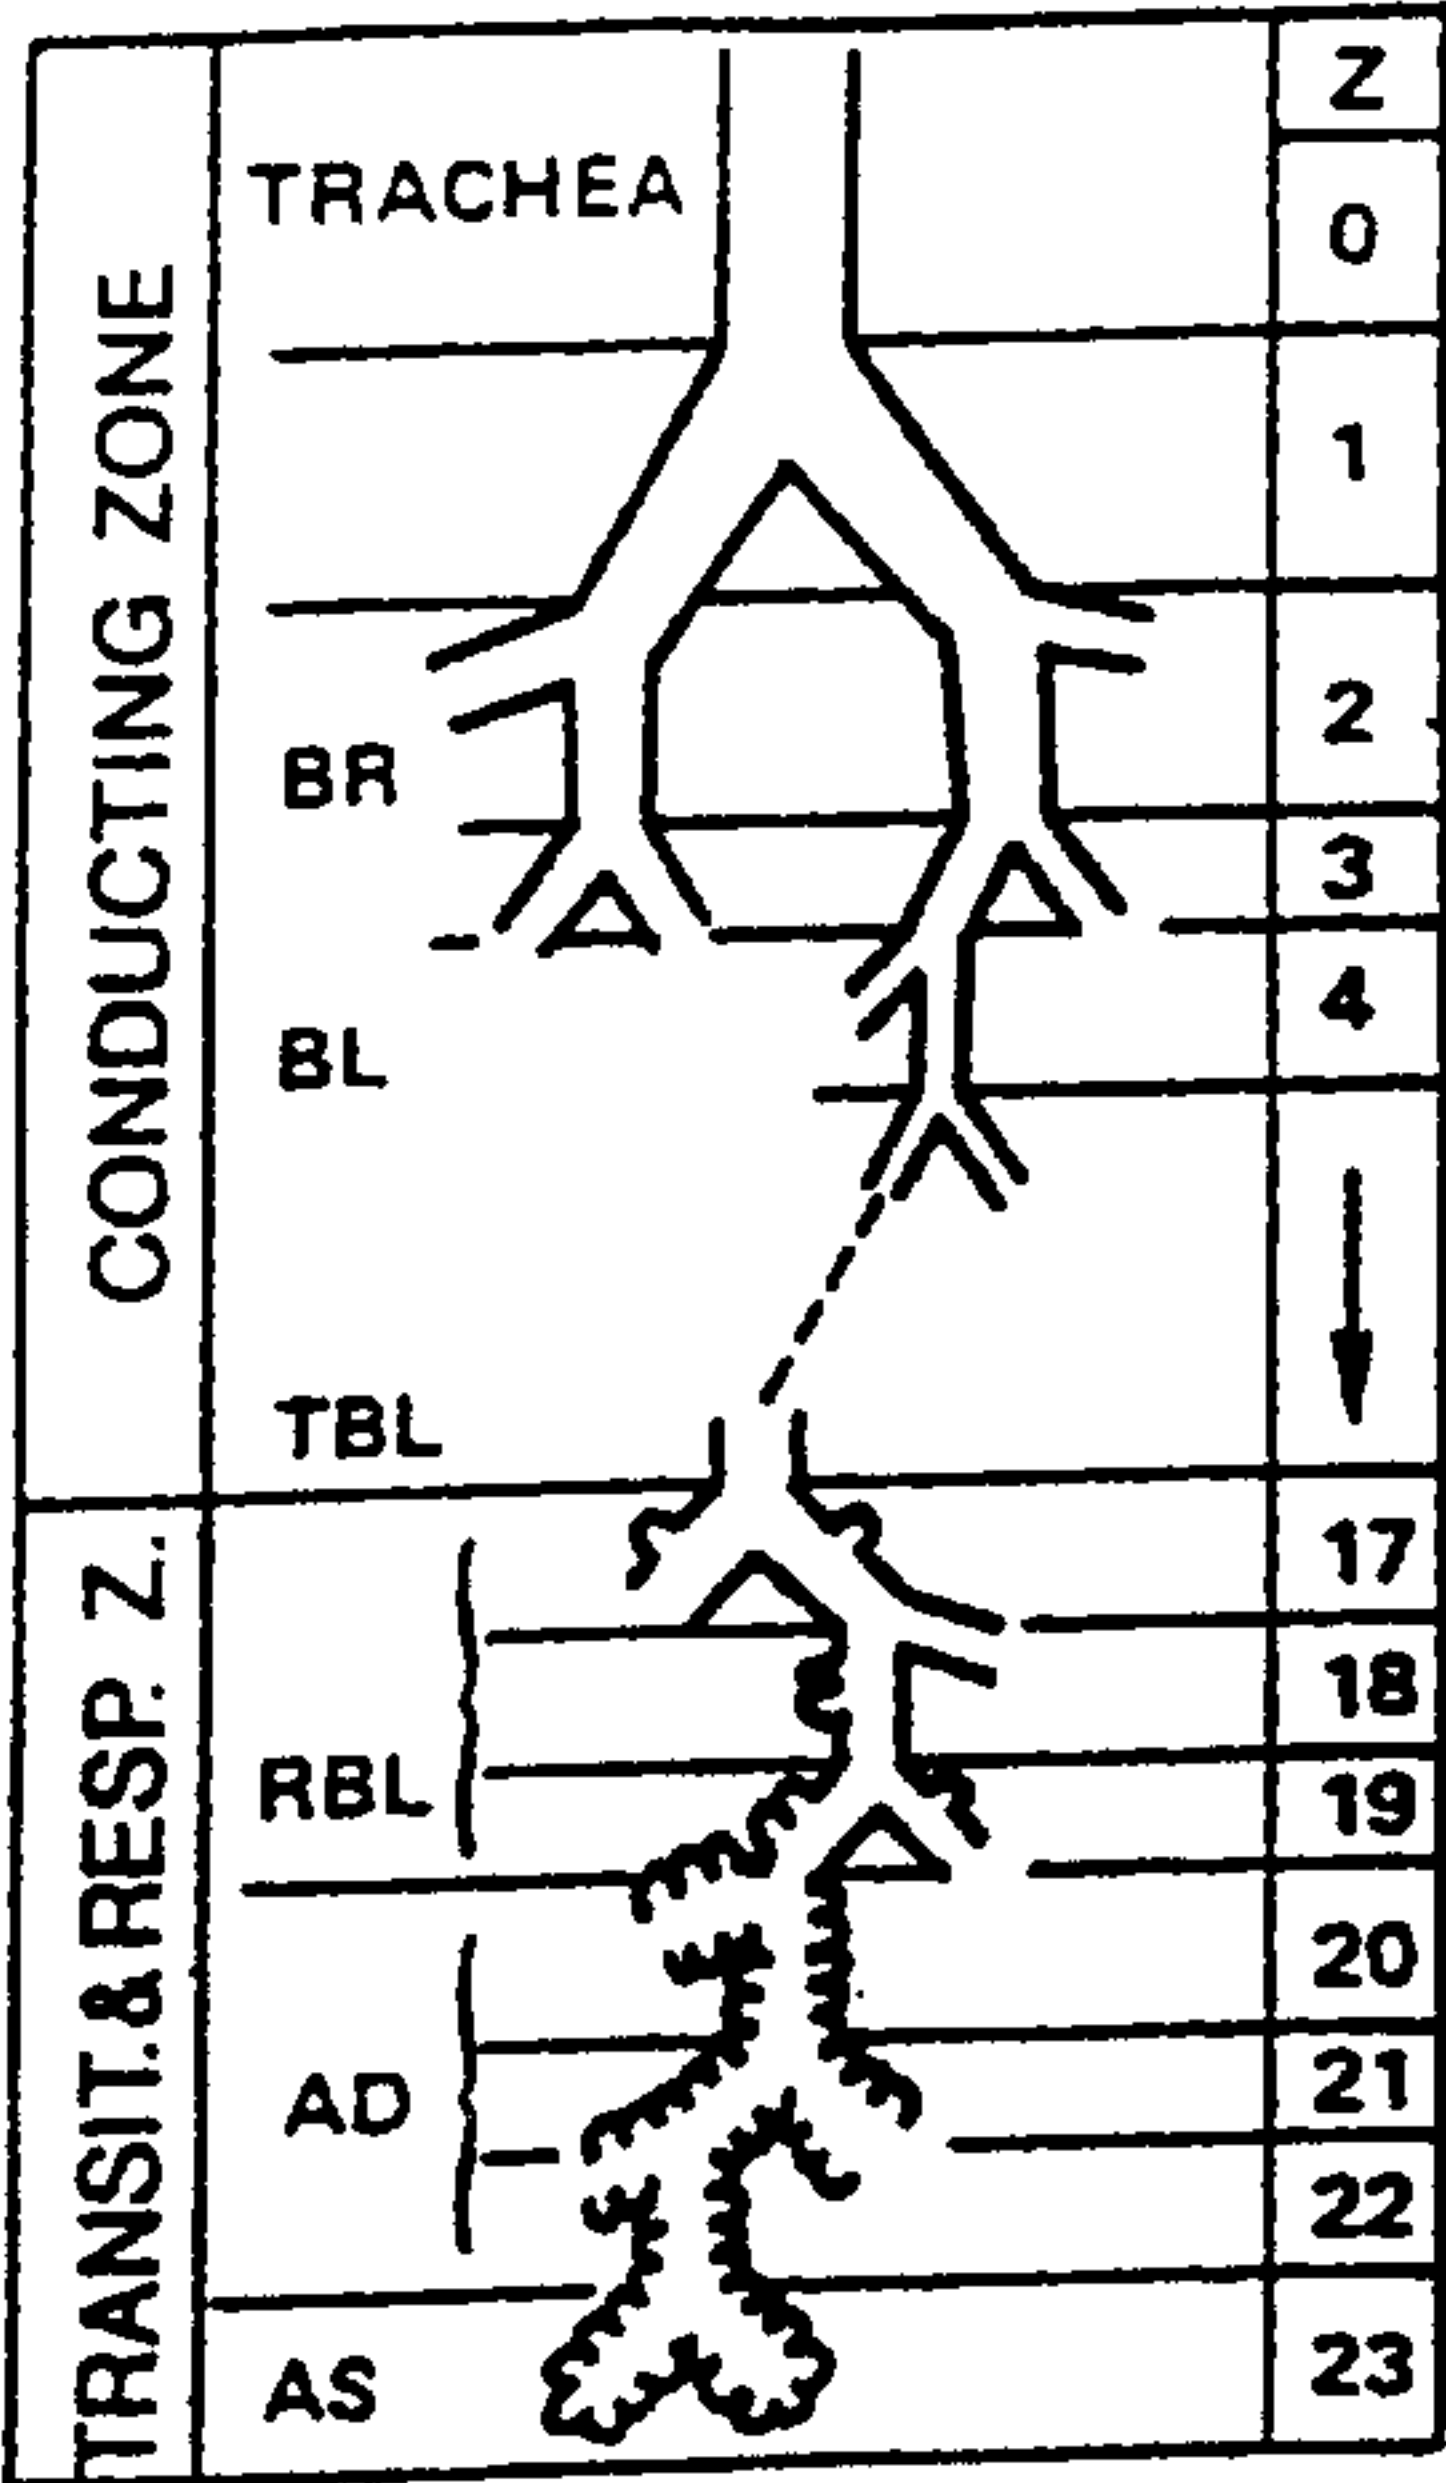 CONDUCTING ZONE
TRANSIT. & RESP. Z.
TRACHEA
BR
BL
TBL
RBL
AD
AS
Z
0
1
2
3
4
17
18
19
20
21
22
23